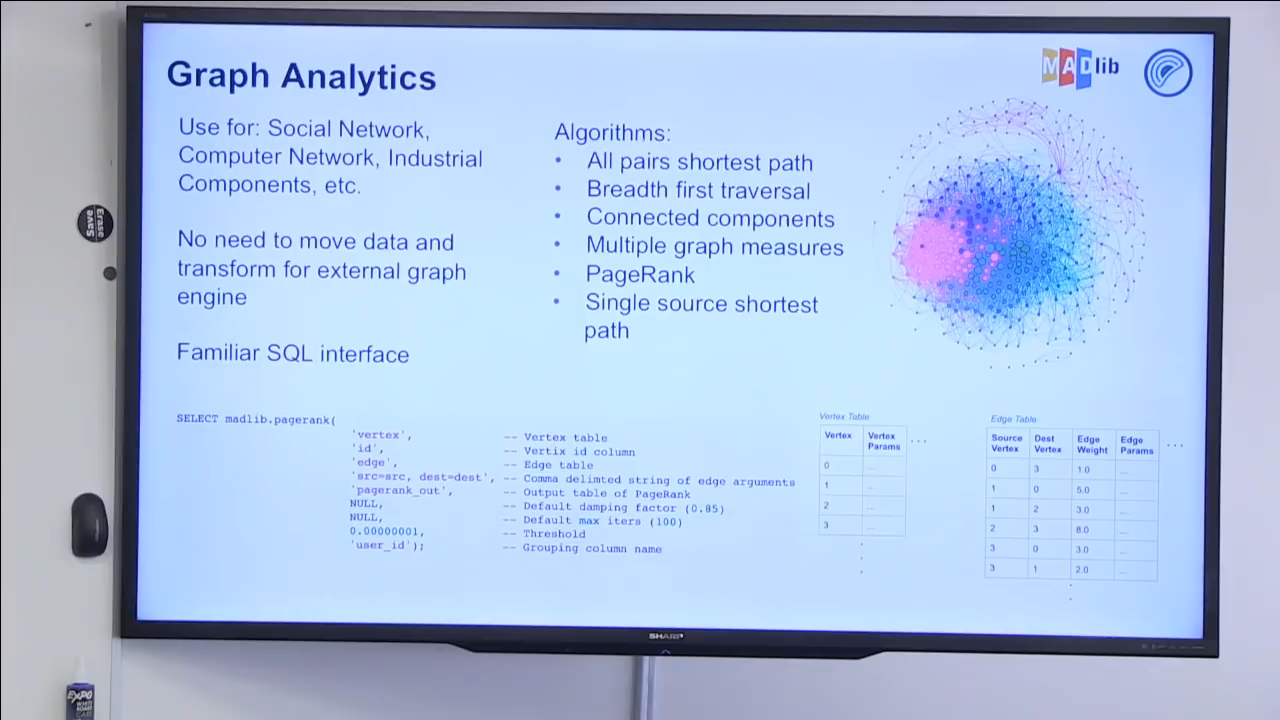 Graph Analytics
MADlib
Use for: Social Network,
Computer Network, Industrial
Components, etc.
No need to move data and
transform for external graph
engine
Familiar SQL interface
Algorithms:
• All pairs shortest path
• Breadth first traversal
• Connected components
• Multiple graph measures
• PageRank
• Single source shortest
path
SELECT madlib.pagerank(
'vertex', -- Vertex table
'id', -- Vertix id column
'edge', -- Edge table
'src=src, dest=dest', -- Comma delimted string of edge arguments
'pagerank_out', -- Output table of PageRank
NULL, -- Default damping factor (0.85)
NULL, -- Default max iters (100)
0.00000001, -- Threshold
'user_id'); -- Grouping column name
Vertex Table
Vertex Vertex Params ...
0 ...
1 ...
2 ...
3 ...
Edge Table
Source Vertex Dest Vertex Edge Weight Edge Params ...
0 3 1.0 ...
1 0 5.0 ...
1 2 3.0 ...
2 3 8.0 ...
3 0 3.0 ...
3 1 2.0 ...
SHARP
Save
Erase
EXPO
WHITE
BOARD
CARE